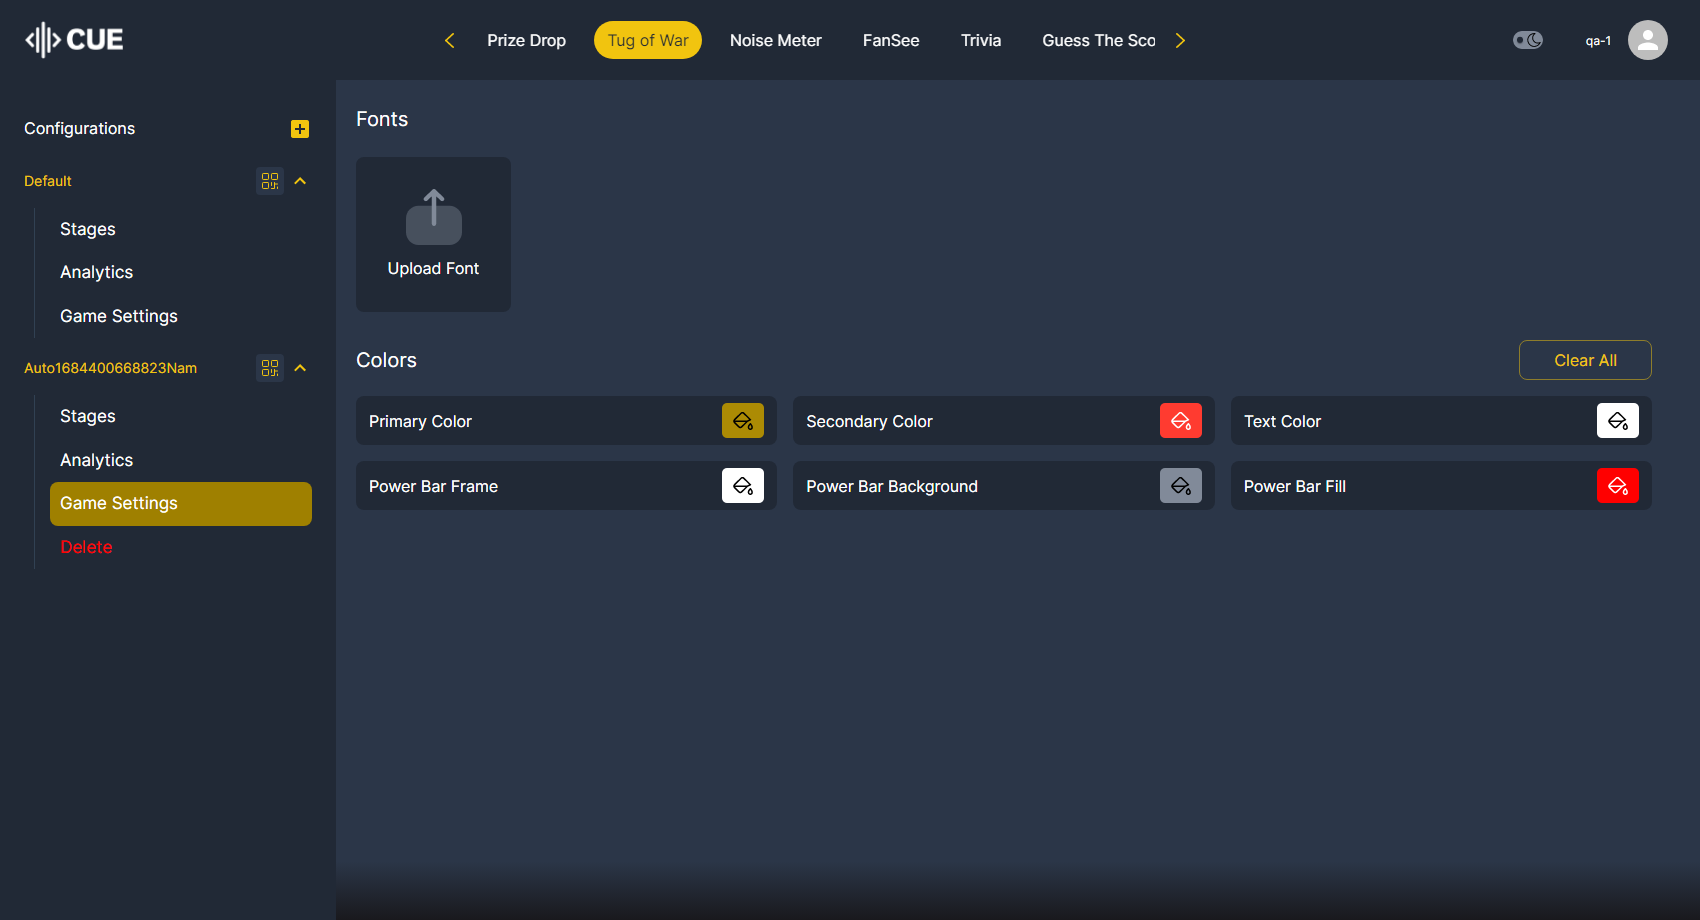 CUE
Prize Drop
Tug of War
Noise Meter
FanSee
Trivia
Guess The Sco
qa-1
Configurations
Default
Stages
Analytics
Game Settings
Auto1684400668823Nam
Stages
Analytics
Game Settings
Delete
Fonts
Upload Font
Colors
Clear All
Primary Color
Secondary Color
Text Color
Power Bar Frame
Power Bar Background
Power Bar Fill